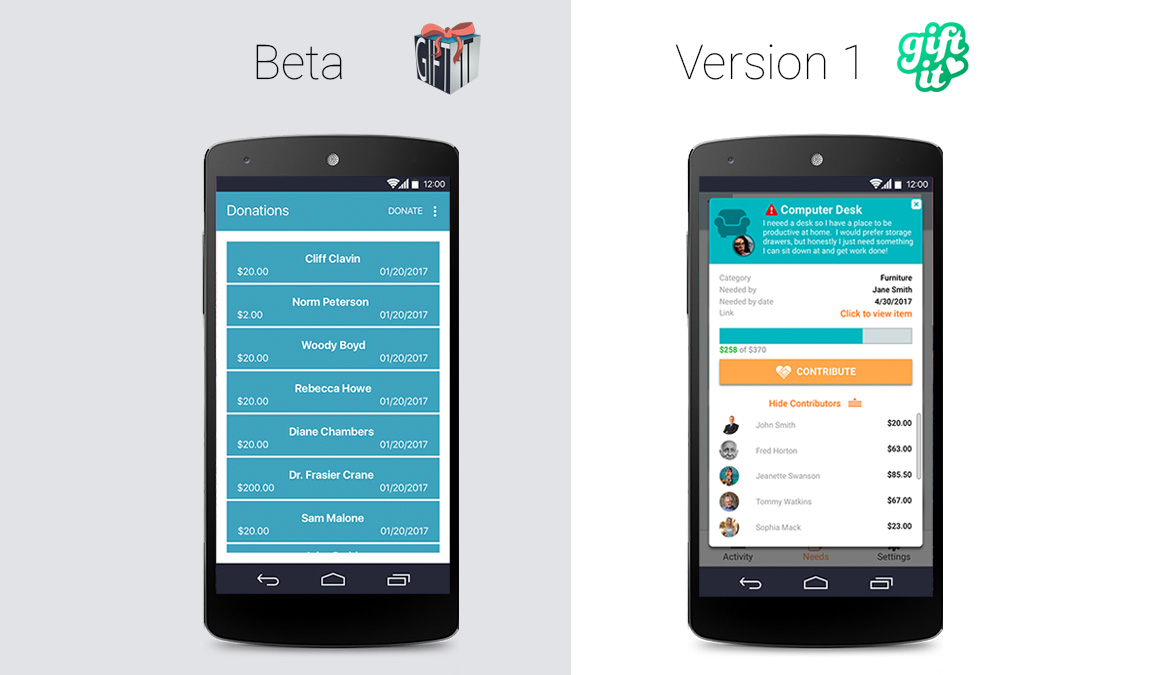 Beta
GIFT IT
12:00
Donations
DONATE
Cliff Clavin
$20.00 01/20/2017
Norm Peterson
$2.00 01/20/2017
Woody Boyd
$20.00 01/20/2017
Rebecca Howe
$20.00 01/20/2017
Diane Chambers
$20.00 01/20/2017
Dr. Frasier Crane
$200.00 01/20/2017
Sam Malone
$20.00 01/20/2017
Version 1
gift
it
12:00
Computer Desk
I neeed a desk so I have a place to be
productive at home. I would prefer storage
drawers, but honestly I just need something
I can sit down at and get work done!
Category Furniture
Needed by Jane Smith
Needed by date 4/30/2017
Link Click to view item
$258 of $370
CONTRIBUTE
Hide Contributors
John Smith $20.00
Fred Horton $63.00
Jeanette Swanson $85.50
Tommy Watkins $67.00
Sophia Mack $23.00
Activity Needs Settings